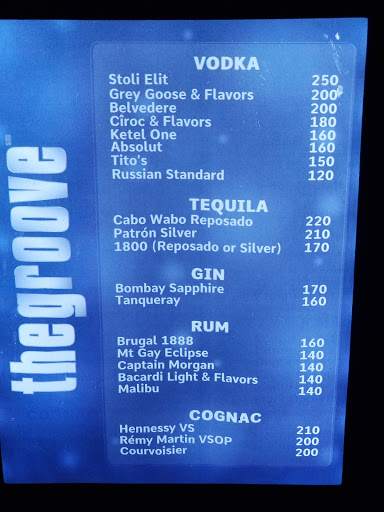 thegroove
sm
VODKA
Stoli Elit 250
Grey Goose & Flavors 200
Belvedere 200
Cîroc & Flavors 180
Ketel One 160
Absolut 160
Tito's 150
Russian Standard 120
TEQUILA
Cabo Wabo Reposado 220
Patrón Silver 210
1800 (Reposado or Silver) 170
GIN
Bombay Sapphire 170
Tanqueray 160
RUM
Brugal 1888 160
Mt Gay Eclipse 140
Captain Morgan 140
Bacardi Light & Flavors 140
Malibu 140
COGNAC
Hennessy VS 210
Rémy Martin VSOP 200
Courvoisier 200